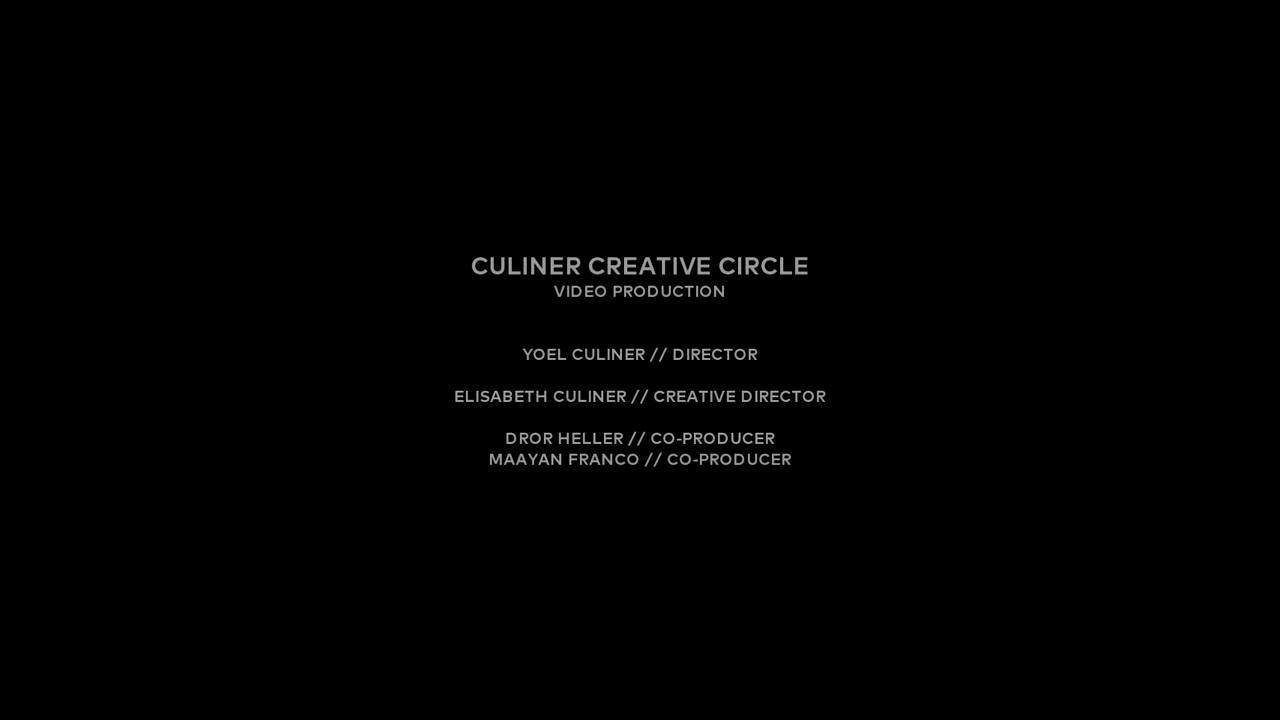 CULINER CREATIVE CIRCLE
VIDEO PRODUCTION
YOEL CULINER // DIRECTOR
ELISABETH CULINER // CREATIVE DIRECTOR
DROR HELLER // CO-PRODUCER
MAAYAN FRANCO // CO-PRODUCER